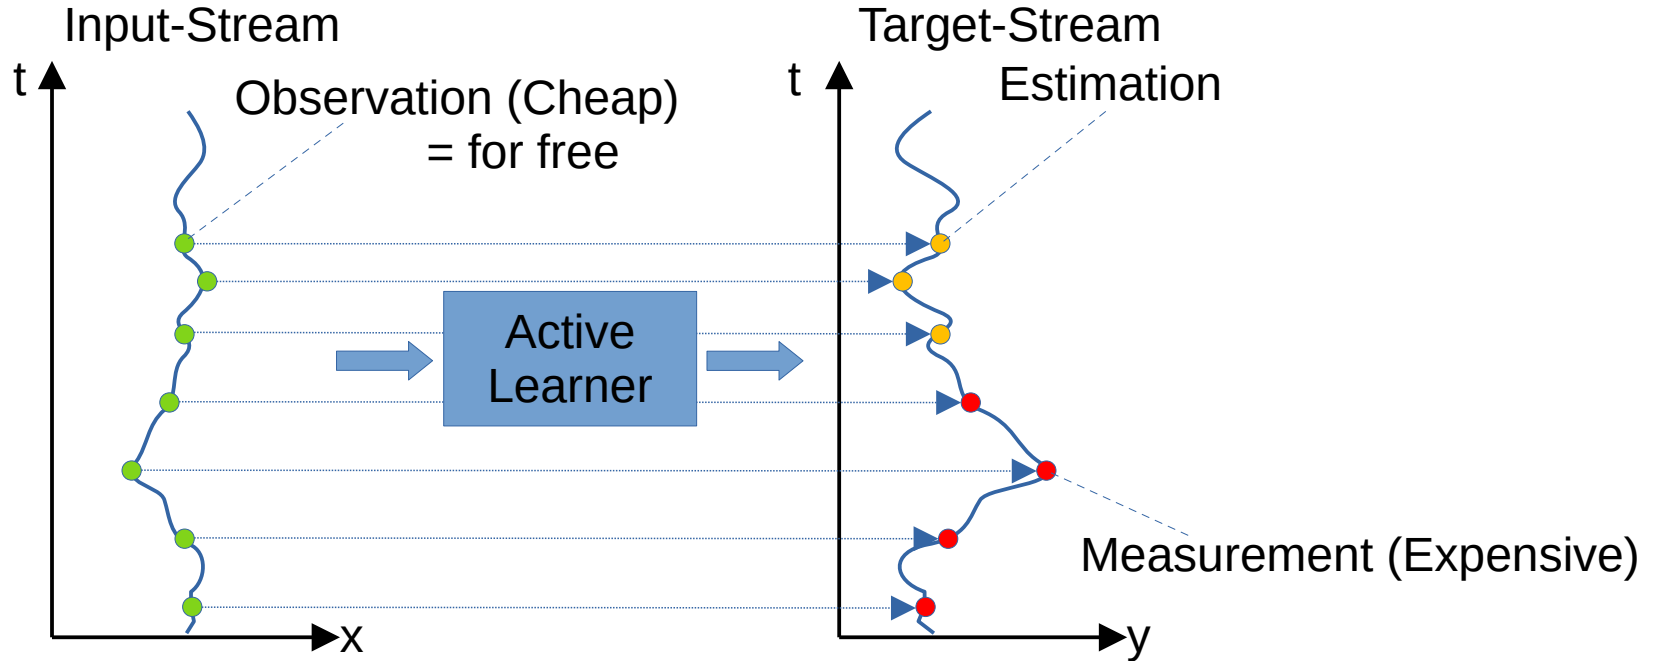 Input-Stream
Target-Stream
t
Observation (Cheap)
= for free
t
Estimation
Active
Learner
Measurement (Expensive)
x
y